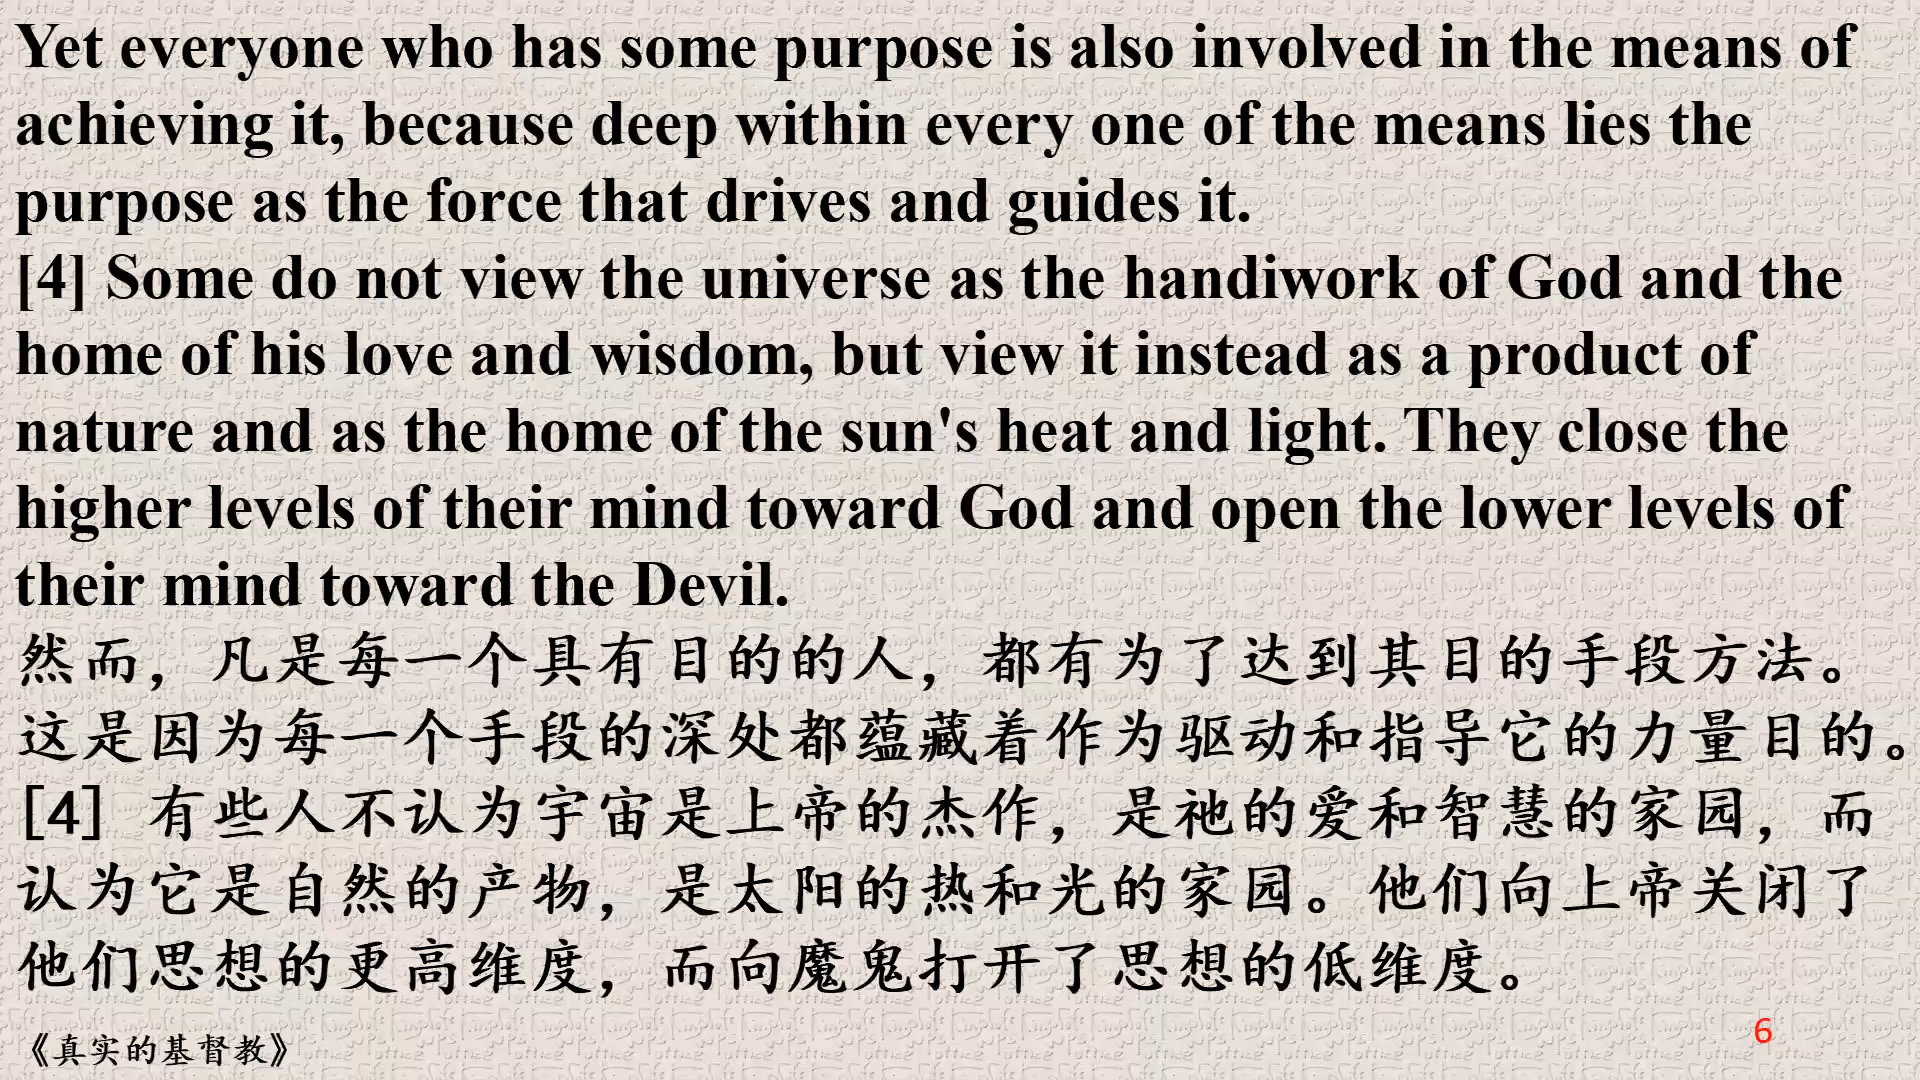 Yet everyone who has some purpose is also involved in the means of
achieving it, because deep within every one of the means lies the
purpose as the force that drives and guides it.
[4] Some do not view the universe as the handiwork of God and the
home of his love and wisdom, but view it instead as a product of
nature and as the home of the sun's heat and light. They close the
higher levels of their mind toward God and open the lower levels of
their mind toward the Devil.
然而，凡是每一个具有目的的人，都有为了达到其目的手段方法。
这是因为每一个手段的深处都蕴藏着作为驱动和指导它的力量目的。
[4] 有些人不认为宇宙是上帝的杰作，是祂的爱和智慧的家园，而
认为它是自然的产物，是太阳的热和光的家园。他们向上帝关闭了
他们思想的更高维度，而向魔鬼打开了思想的低维度。
《真实的基督教》
6